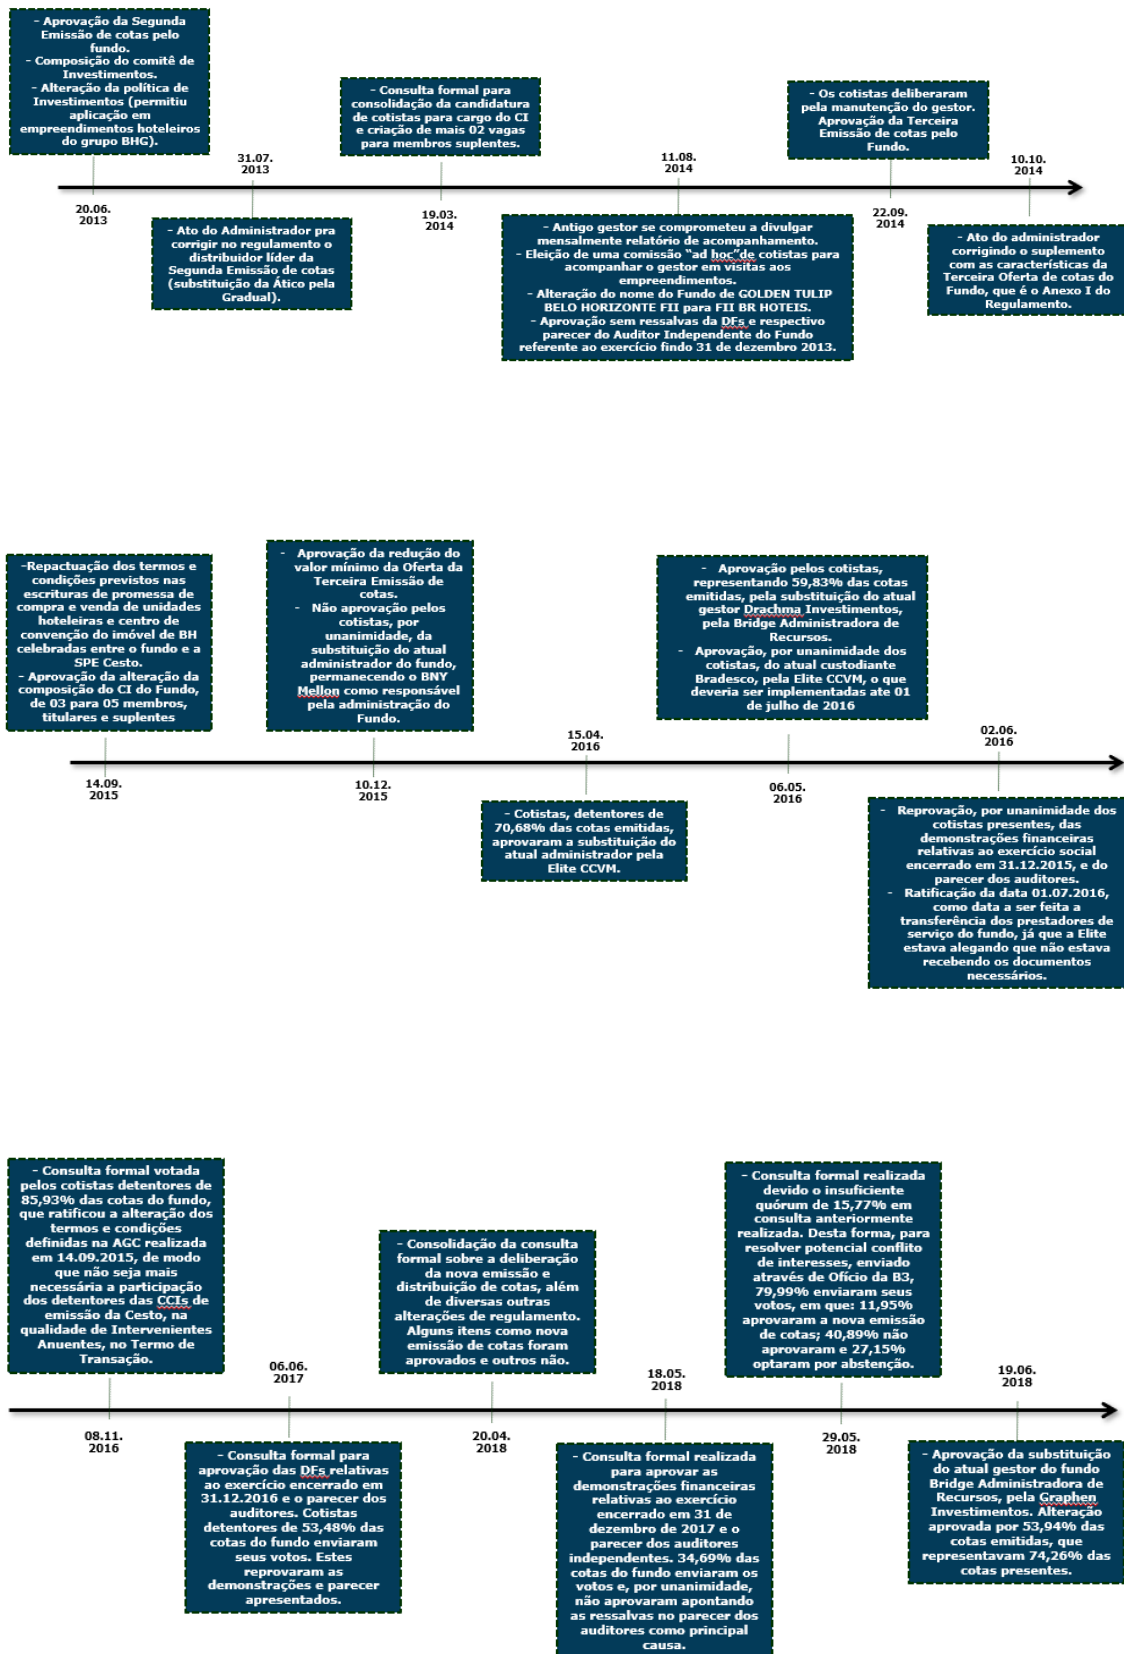 - Aprovação da Segunda
Emissão de cotas pelo
fundo.
- Composição do comitê de
Investimentos.
- Alteração da política de
Investimentos (permitiu
aplicação em
empreendimentos hoteleiros
do grupo BHG).
20.06.
2013
31.07.
2013
- Ato do Administrador pra
corrigir no regulamento o
distribuidor líder da
Segunda Emissão de cotas
(substituição da Ático pela
Gradual).
- Consulta formal para
consolidação da candidatura
de cotistas para cargo do CI
e criação de mais 02 vagas
para membros suplentes.
19.03.
2014
11.08.
2014
- Antigo gestor se comprometeu a divulgar
mensalmente relatório de acompanhamento.
- Eleição de uma comissão "ad hoc"de cotistas para
acompanhar o gestor em visitas aos
empreendimentos.
- Alteração do nome do Fundo de GOLDEN TULIP
BELO HORIZONTE FII para FII BR HOTEIS.
- Aprovação sem ressalvas da DFs e respectivo
parecer do Auditor Independente do Fundo
referente ao exercício findo 31 de dezembro 2013.
- Os cotistas deliberaram
pela manutenção do gestor.
Aprovação da Terceira
Emissão de cotas pelo
Fundo.
22.09.
2014
10.10.
2014
- Ato do administrador
corrigindo o suplemento
com as características da
Terceira Oferta de cotas do
Fundo, que é o Anexo I do
Regulamento.
-Repactuação dos termos e
condições previstos nas
escrituras de promessa de
compra e venda de unidades
hoteleiras e centro de
convenção do imóvel de BH
celebradas entre o fundo e a
SPE Cesto.
- Aprovação da alteração da
composição do CI do Fundo,
de 03 para 05 membros,
titulares e suplentes
14.09.
2015
- Aprovação da redução do
valor mínimo da Oferta da
Terceira Emissão de
cotas.
- Não aprovação pelos
cotistas, por
unanimidade, da
substituição do atual
administrador do fundo,
permanecendo o BNY
Mellon como responsável
pela administração do
Fundo.
10.12.
2015
15.04.
2016
- Cotistas, detentores de
70,68% das cotas emitidas,
aprovaram a substituição do
atual administrador pela
Elite CCVM.
- Aprovação pelos cotistas,
representando 59,83% das cotas
emitidas, pela substituição do atual
gestor Drachma Investimentos,
pela Bridge Administradora de
Recursos.
- Aprovação, por unanimidade dos
cotistas, do atual custodiante
Bradesco, pela Elite CCVM, o que
deveria ser implementadas ate 01
de julho de 2016
06.05.
2016
02.06.
2016
- Reprovação, por unanimidade dos
cotistas presentes, das
demonstrações financeiras
relativas ao exercício social
encerrado em 31.12.2015, e do
parecer dos auditores.
- Ratificação da data 01.07.2016,
como data a ser feita a
transferência dos prestadores de
serviço do fundo, já que a Elite
estava alegando que não estava
recebendo os documentos
necessários.
- Consulta formal votada
pelos cotistas detentores de
85,93% das cotas do fundo,
que ratificou a alteração dos
termos e condições
definidas na AGC realizada
em 14.09.2015, de modo
que não seja mais
necessária a participação
dos detentores das CCIs de
emissão da Cesto, na
qualidade de Intervenientes
Anuentes, no Termo de
Transação.
08.11.
2016
06.06.
2017
- Consulta formal para
aprovação das DFs relativas
ao exercício encerrado em
31.12.2016 e o parecer dos
auditores. Cotistas
detentores de 53,48% das
cotas do fundo enviaram
seus votos. Estes
reprovaram as
demonstrações e parecer
apresentados.
- Consolidação da consulta
formal sobre a deliberação
da nova emissão e
distribuição de cotas, além
de diversas outras
alterações de regulamento.
Alguns itens como nova
emissão de cotas foram
aprovados e outros não.
20.04.
2018
18.05.
2018
- Consulta formal realizada
para aprovar as
demonstrações financeiras
relativas ao exercício
encerrado em 31 de
dezembro de 2017 e o
parecer dos auditores
independentes. 34,69% das
cotas do fundo enviaram os
votos e, por unanimidade,
não aprovaram apontando
as ressalvas no parecer dos
auditores como principal
causa.
- Consulta formal realizada
devido o insuficiente
quórum de 15,77% em
consulta anteriormente
realizada. Desta forma, para
resolver potencial conflito
de interesses, enviado
através de Ofício da B3,
79,99% enviaram seus
votos, em que: 11,95%
aprovaram a nova emissão
de cotas; 40,89% não
aprovaram e 27,15%
optaram por abstenção.
29.05.
2018
19.06.
2018
- Aprovação da substituição
do atual gestor do fundo
Bridge Administradora de
Recursos, pela Graphen
Investimentos. Alteração
aprovada por 53,94% das
cotas emitidas, que
representavam 74,26% das
cotas presentes.